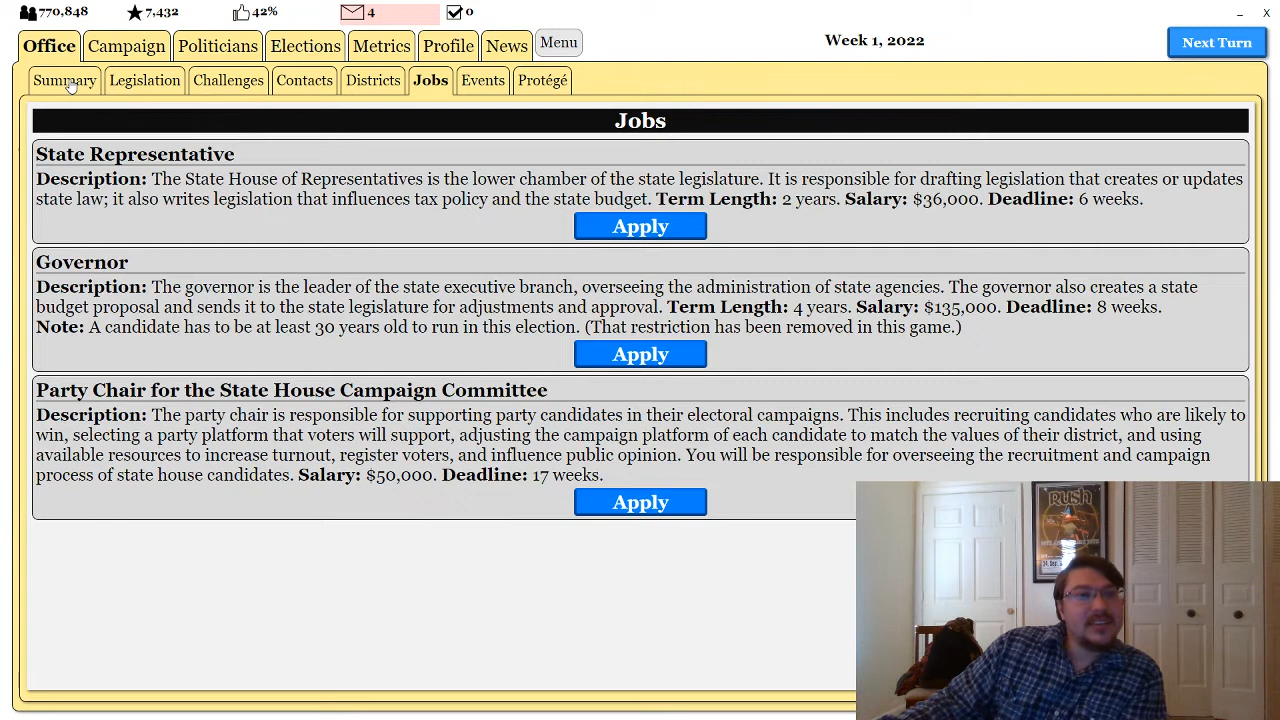 770,848 7,432 42% 4 0
Office Campaign Politicians Elections Metrics Profile News Menu Week 1, 2022 Next Turn
Summary Legislation Challenges Contacts Districts Jobs Events Protégé
Jobs
State Representative
Description: The State House of Representatives is the lower chamber of the state legislature. It is responsible for drafting legislation that creates or updates
state law; it also writes legislation that influences tax policy and the state budget. Term Length: 2 years. Salary: $36,000. Deadline: 6 weeks.
Apply
Governor
Description: The governor is the leader of the state executive branch, overseeing the administration of state agencies. The governor also creates a state
budget proposal and sends it to the state legislature for adjustments and approval. Term Length: 4 years. Salary: $135,000. Deadline: 8 weeks.
Note: A candidate has to be at least 30 years old to run in this election. (That restriction has been removed in this game.)
Apply
Party Chair for the State House Campaign Committee
Description: The party chair is responsible for supporting party candidates in their electoral campaigns. This includes recruiting candidates who are likely to
win, selecting a party platform that voters will support, adjusting the campaign platform of each candidate to match the values of their district, and using
available resources to increase turnout, register voters, and influence public opinion. You will be responsible for overseeing the recruitment and campaign
process of state house candidates. Salary: $50,000. Deadline: 17 weeks.
Apply
RUSH